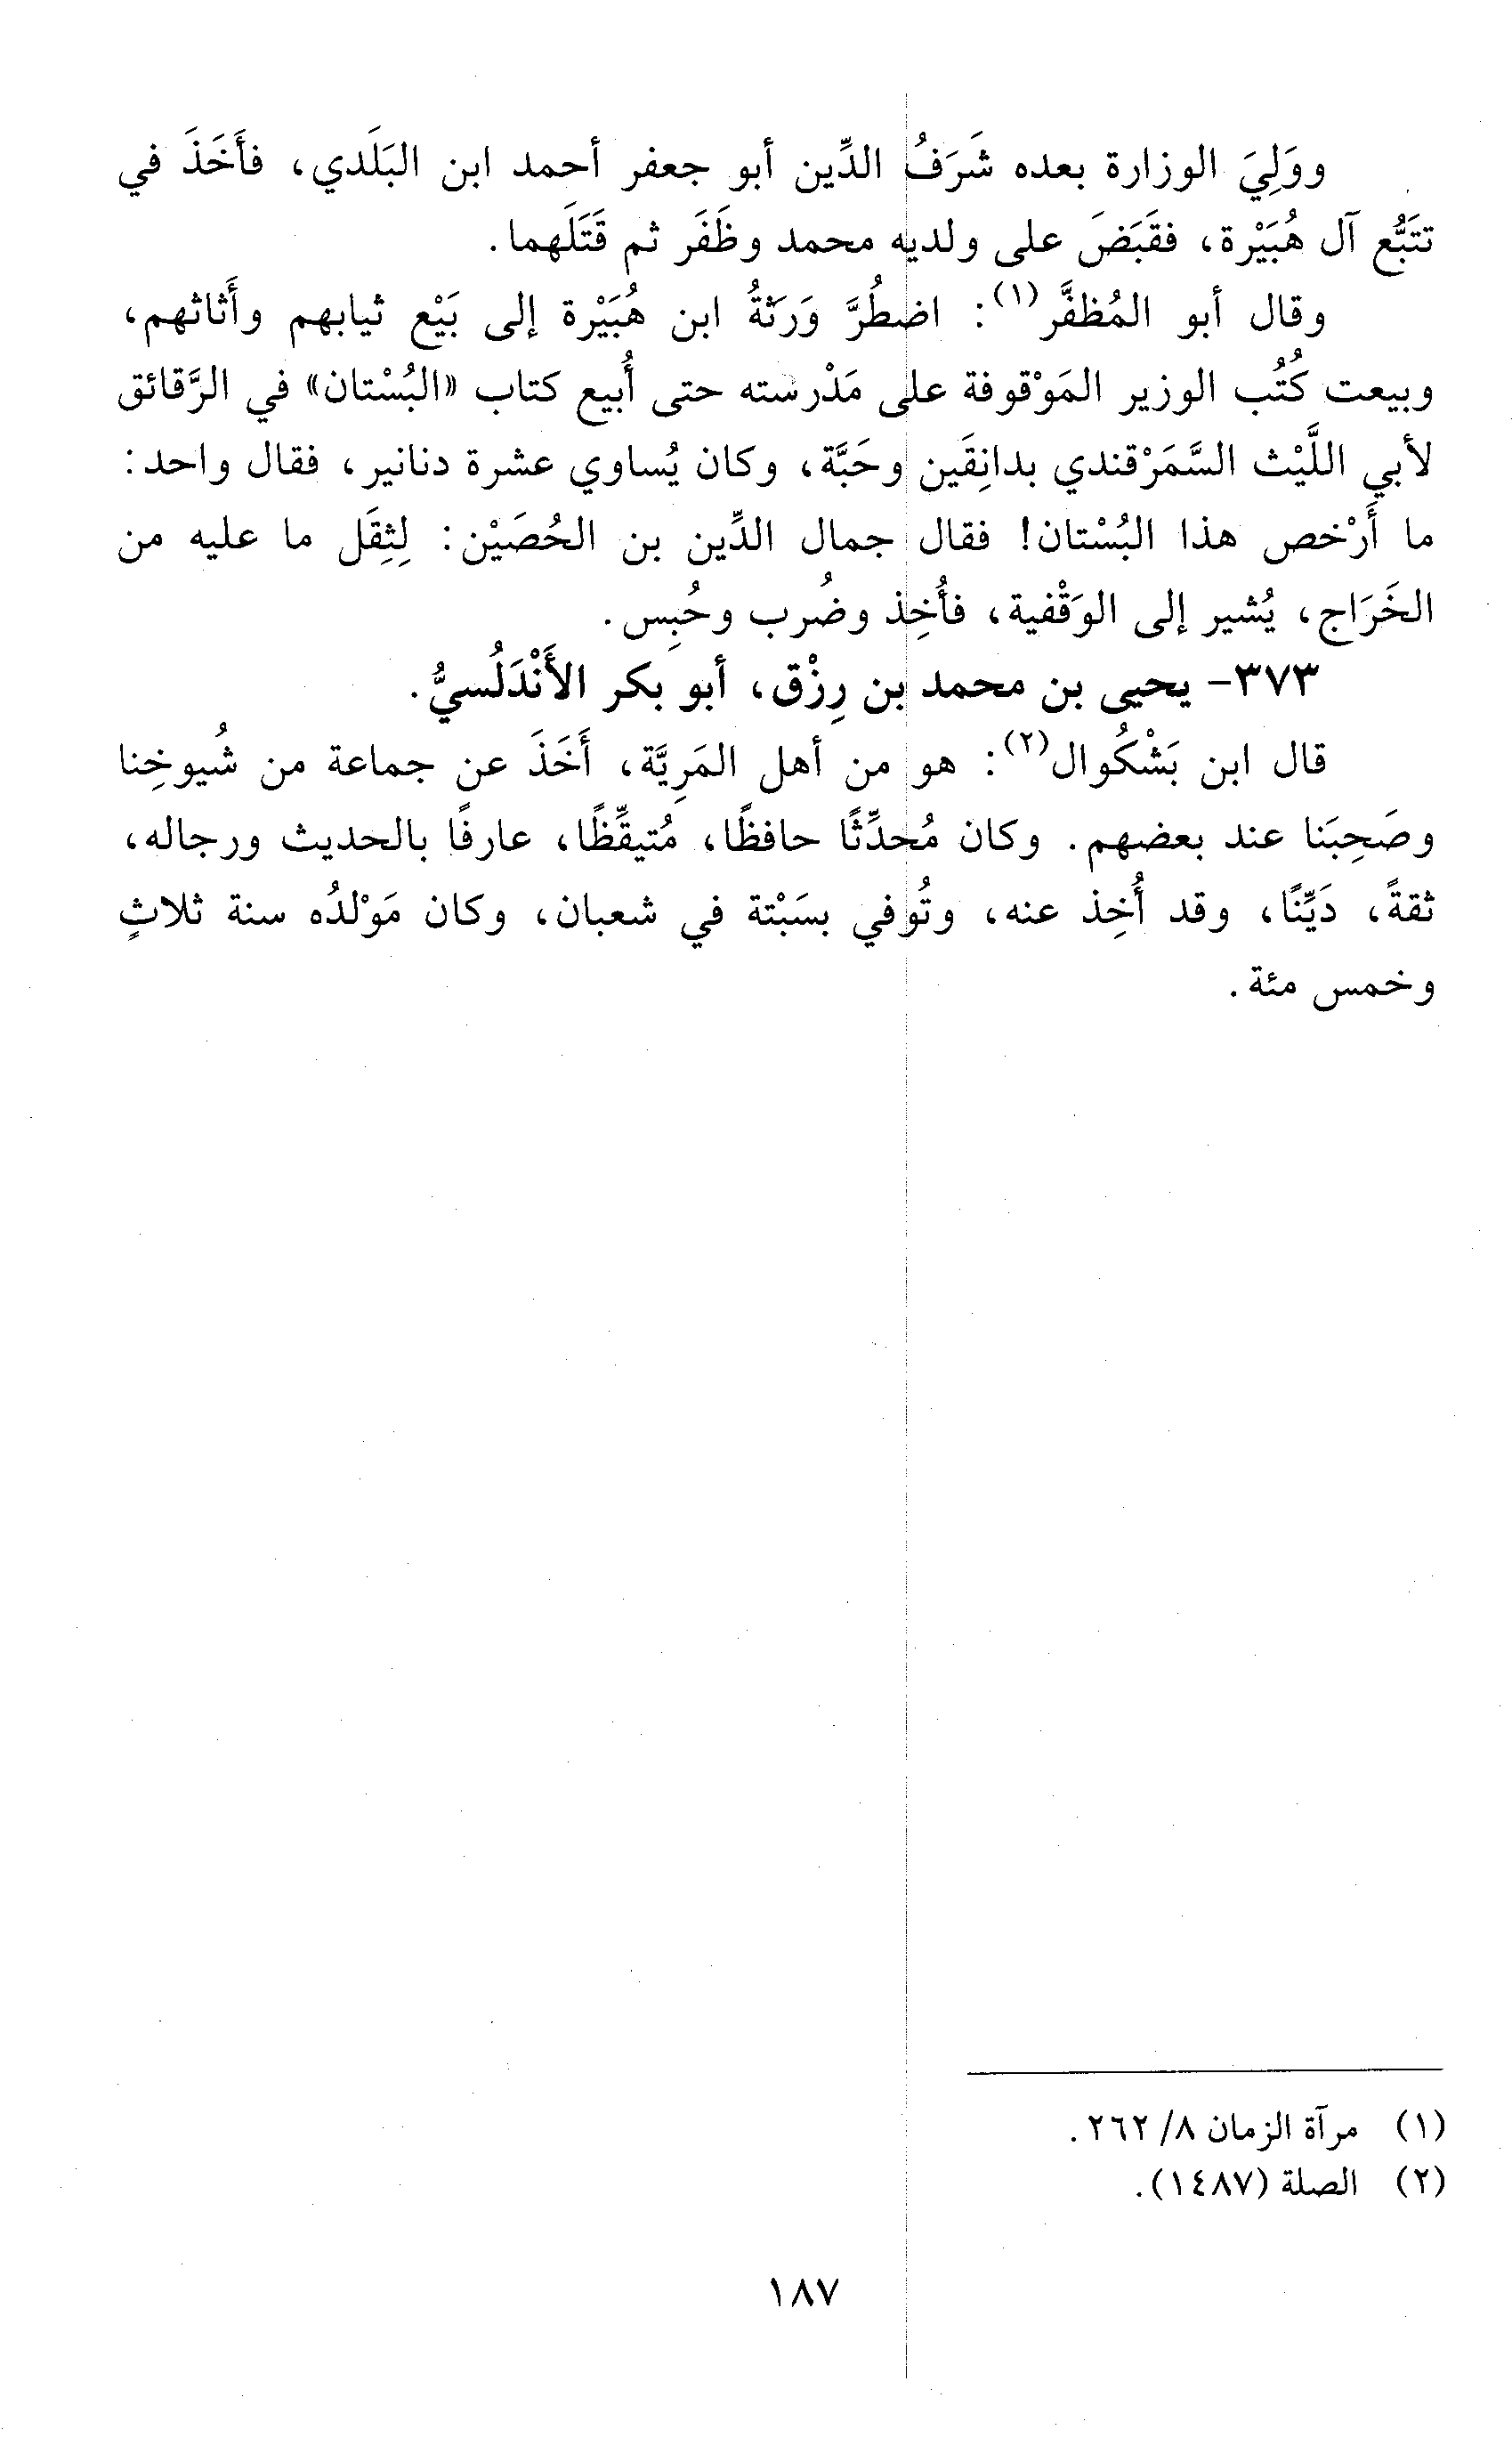 ووَلِيَ الوزارة بعده شَرَفُ الدِّين أبو جعفر أحمد ابن البَلَدي، فأَخَذَ في
تتَبُّع آل هُبَيْرة، فقَبَضَ على ولديه محمد وظَفَر ثم قَتَلَهما.
وقال أبو المُظفَّر(١): اضطُرَّ وَرَثةُ ابن هُبَيْرة إلى بَيْع ثيابهم وأَثاثهم،
وبيعت كُتُب الوزير المَوْقوفة على مَدْرسته حتى أُبيع كتاب «البُسْتان» في الرَّقائق
لأبي اللَّيْث السَّمَرْقندي بدانِقَين وحَبَّة، وكان يُساوي عشرة دنانير، فقال واحد:
ما أَرْخص هذا البُسْتان! فقال جمال الدِّين بن الحُصَيْن: لِثِقَل ما عليه من
الخَرَاج، يُشير إلى الوَقْفية، فأُخِذ وضُرب وحُبِس.
٣٧٣- يحيى بن محمد بن رِزْق، أبو بكر الأَنْدَلُسيُّ.
قال ابن بَشْكُوال(٢): هو من أهل المَرِيَّة، أَخَذَ عن جماعة من شُيوخِنا
وصَحِبَنا عند بعضهم. وكان مُحدِّثًا حافظًا، مُتيقِّظًا، عارفًا بالحديث ورجاله،
ثقةً، دَيِّنًا، وقد أُخِذ عنه، وتُوفي بسَبْتة في شعبان، وكان مَوْلدُه سنة ثلاثٍ
وخمس مئة.
(١) مرآة الزمان ٨/ ٢٦٢.
(٢) الصلة (١٤٨٧).
١٨٧